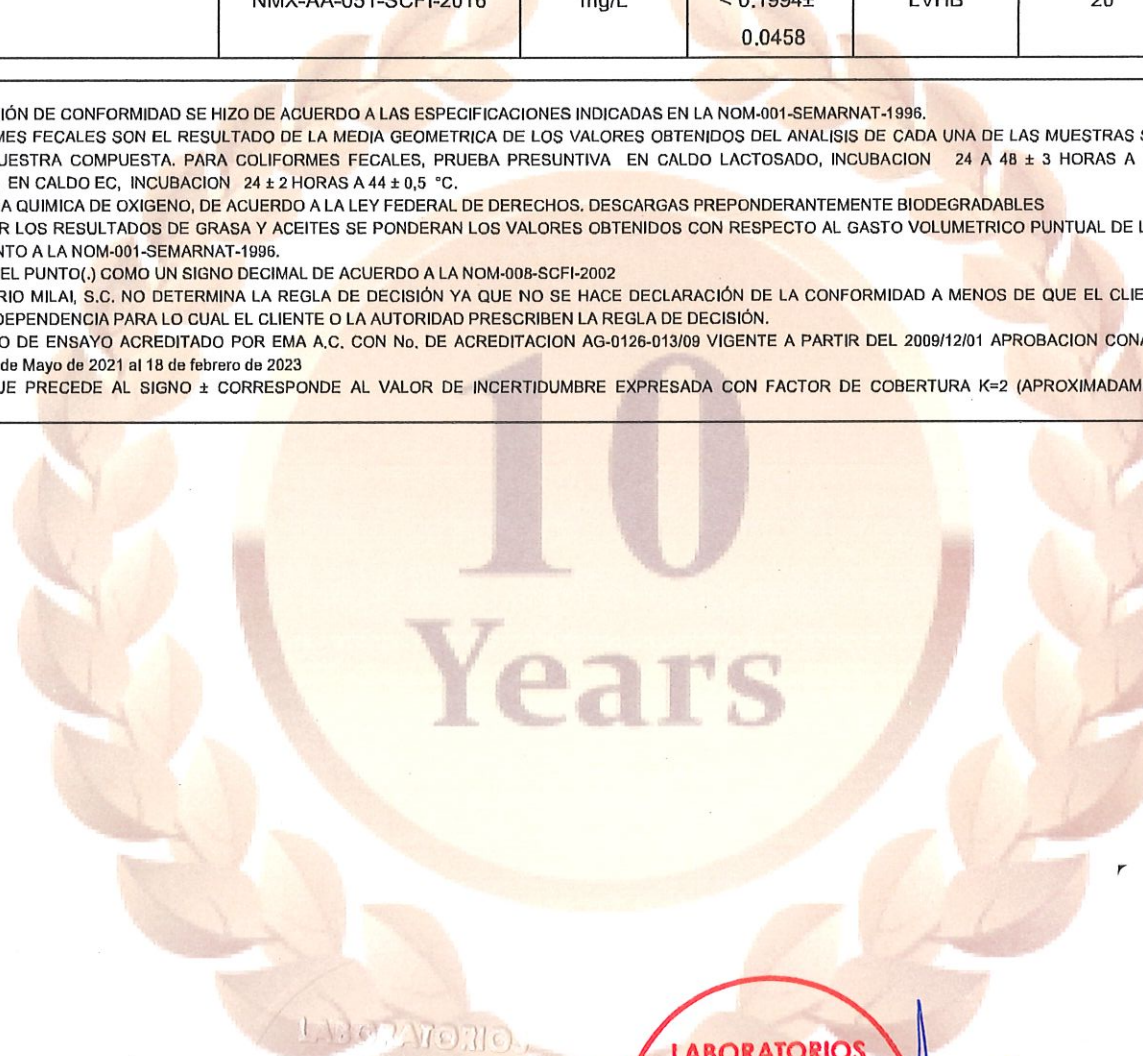 NMX-AA-051-SCFI-2016 mg/L < 0.1994± LVHB 20
0.0458
IÓN DE CONFORMIDAD SE HIZO DE ACUERDO A LAS ESPECIFICACIONES INDICADAS EN LA NOM-001-SEMARNAT-1996.
MES FECALES SON EL RESULTADO DE LA MEDIA GEOMETRICA DE LOS VALORES OBTENIDOS DEL ANALISIS DE CADA UNA DE LAS MUESTRAS S
UESTRA COMPUESTA. PARA COLIFORMES FECALES, PRUEBA PRESUNTIVA EN CALDO LACTOSADO, INCUBACION 24 A 48 ± 3 HORAS A
EN CALDO EC, INCUBACION 24 ± 2 HORAS A 44 ± 0,5 °C.
A QUIMICA DE OXIGENO, DE ACUERDO A LA LEY FEDERAL DE DERECHOS. DESCARGAS PREPONDERANTEMENTE BIODEGRADABLES
R LOS RESULTADOS DE GRASA Y ACEITES SE PONDERAN LOS VALORES OBTENIDOS CON RESPECTO AL GASTO VOLUMETRICO PUNTUAL DE L
NTO A LA NOM-001-SEMARNAT-1996.
EL PUNTO(.) COMO UN SIGNO DECIMAL DE ACUERDO A LA NOM-008-SCFI-2002
RIO MILAI, S.C. NO DETERMINA LA REGLA DE DECISIÓN YA QUE NO SE HACE DECLARACIÓN DE LA CONFORMIDAD A MENOS DE QUE EL CLIE
DEPENDENCIA PARA LO CUAL EL CLIENTE O LA AUTORIDAD PRESCRIBEN LA REGLA DE DECISIÓN.
O DE ENSAYO ACREDITADO POR EMA A.C. CON No. DE ACREDITACION AG-0126-013/09 VIGENTE A PARTIR DEL 2009/12/01 APROBACION CONA
de Mayo de 2021 al 18 de febrero de 2023
UE PRECEDE AL SIGNO ± CORRESPONDE AL VALOR DE INCERTIDUMBRE EXPRESADA CON FACTOR DE COBERTURA K=2 (APROXIMADAM
10
Years
LABORATORIO
LABORATORIOS